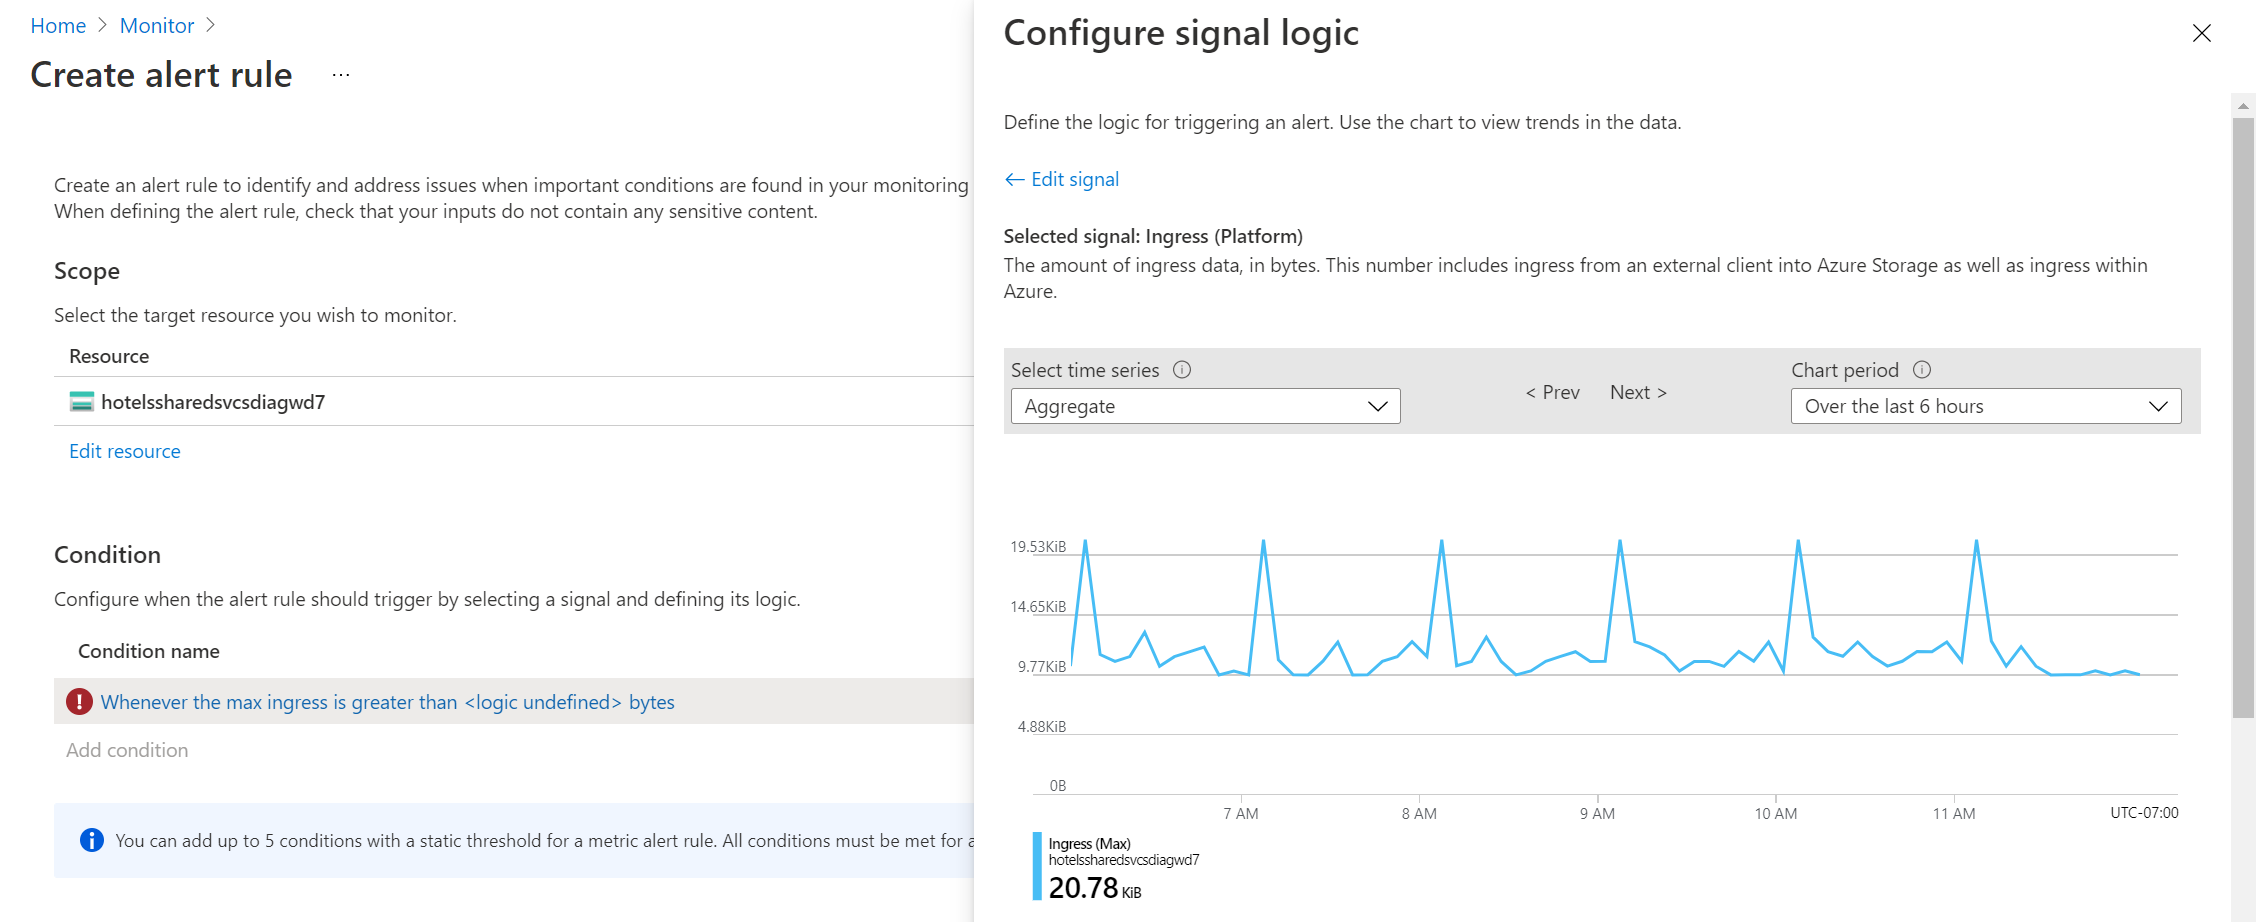 Home > Monitor >
Create alert rule ...
Create an alert rule to identify and address issues when important conditions are found in your monitoring
When defining the alert rule, check that your inputs do not contain any sensitive content.
Scope
Select the target resource you wish to monitor.
Resource
hotelssharedsvcsdiagwd7
Edit resource
Condition
Configure when the alert rule should trigger by selecting a signal and defining its logic.
Condition name
Whenever the max ingress is greater than <logic undefined> bytes
Add condition
You can add up to 5 conditions with a static threshold for a metric alert rule. All conditions must be met for a
Configure signal logic
Define the logic for triggering an alert. Use the chart to view trends in the data.
← Edit signal
Selected signal: Ingress (Platform)
The amount of ingress data, in bytes. This number includes ingress from an external client into Azure Storage as well as ingress within
Azure.
Select time series
Aggregate
< Prev Next >
Chart period
Over the last 6 hours
19.53KiB
14.65KiB
9.77KiB
4.88KiB
0B
7 AM 8 AM 9 AM 10 AM 11 AM UTC-07:00
Ingress (Max)
hotelssharedsvcsdiagwd7
20.78 KiB